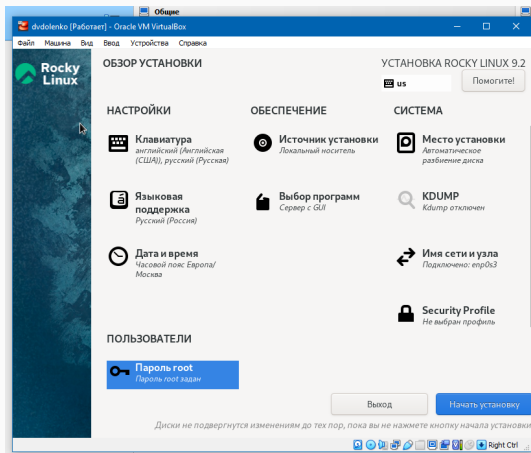 Общие
dvdolenko [Работает] - Oracle VM VirtualBox
Файл Машина Вид Ввод Устройства Справка
Rocky
Linux
ОБЗОР УСТАНОВКИ
УСТАНОВКА ROCKY LINUX 9.2
us
Помогите!
НАСТРОЙКИ
Клавиатура
английский (Английская
(США)), русский (Русская)
Языковая
поддержка
Русский (Россия)
Дата и время
Часовой пояс Европа/
Москва
ОБЕСПЕЧЕНИЕ
Источник установки
Локальный носитель
Выбор программ
Сервер с GUI
СИСТЕМА
Место установки
Автоматическое
разбиение диска
KDUMP
Kdump отключен
Имя сети и узла
Подключено: enp0s3
Security Profile
Не выбран профиль
ПОЛЬЗОВАТЕЛИ
Пароль root
Пароль root задан
Выход
Начать установку
Диски не подвергнутся изменениям до тех пор, пока вы не нажмете кнопку начала установки
Right Ctrl